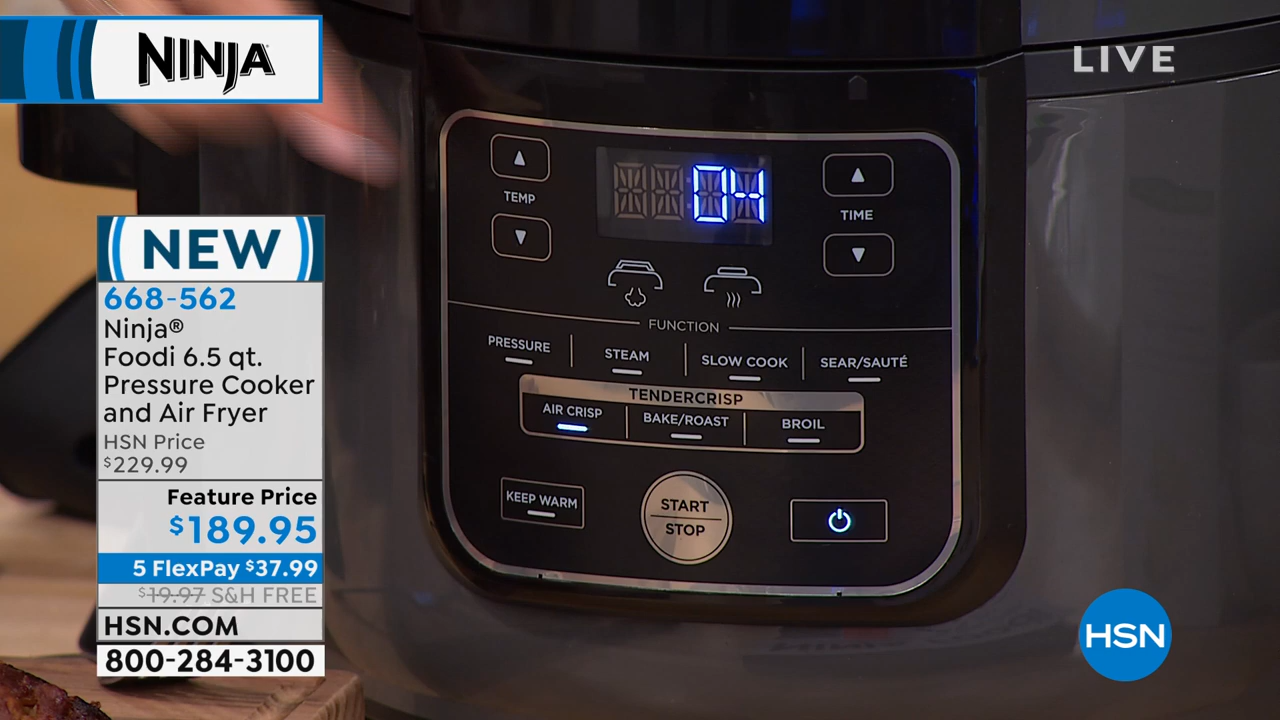 NINJA
LIVE
NEW
668-562
Ninja®
Foodi 6.5 qt.
Pressure Cooker
and Air Fryer
HSN Price
$229.99
Feature Price
$189.95
5 FlexPay $37.99
$19.97 S&H FREE
HSN.COM
800-284-3100
TEMP
04
TIME
FUNCTION
PRESSURE
STEAM
SLOW COOK
SEAR/SAUTÉ
TENDERCRISP
AIR CRISP
BAKE/ROAST
BROIL
KEEP WARM
START
STOP
HSN